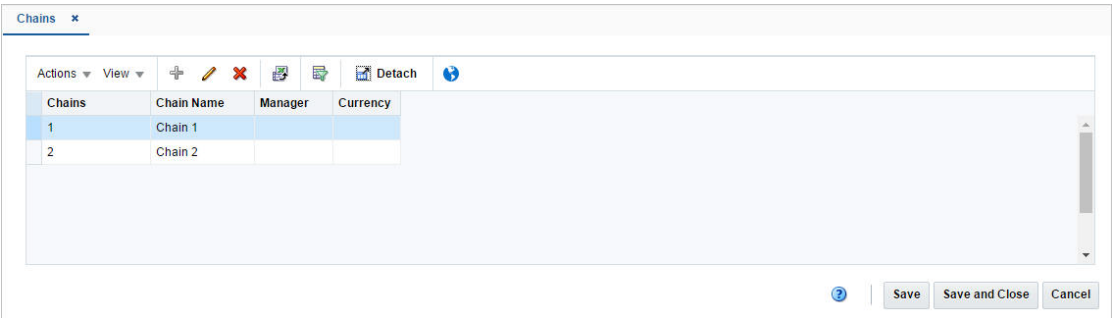 Chains
Actions View Detach
Chains Chain Name Manager Currency
1 Chain 1
2 Chain 2
Save Save and Close Cancel